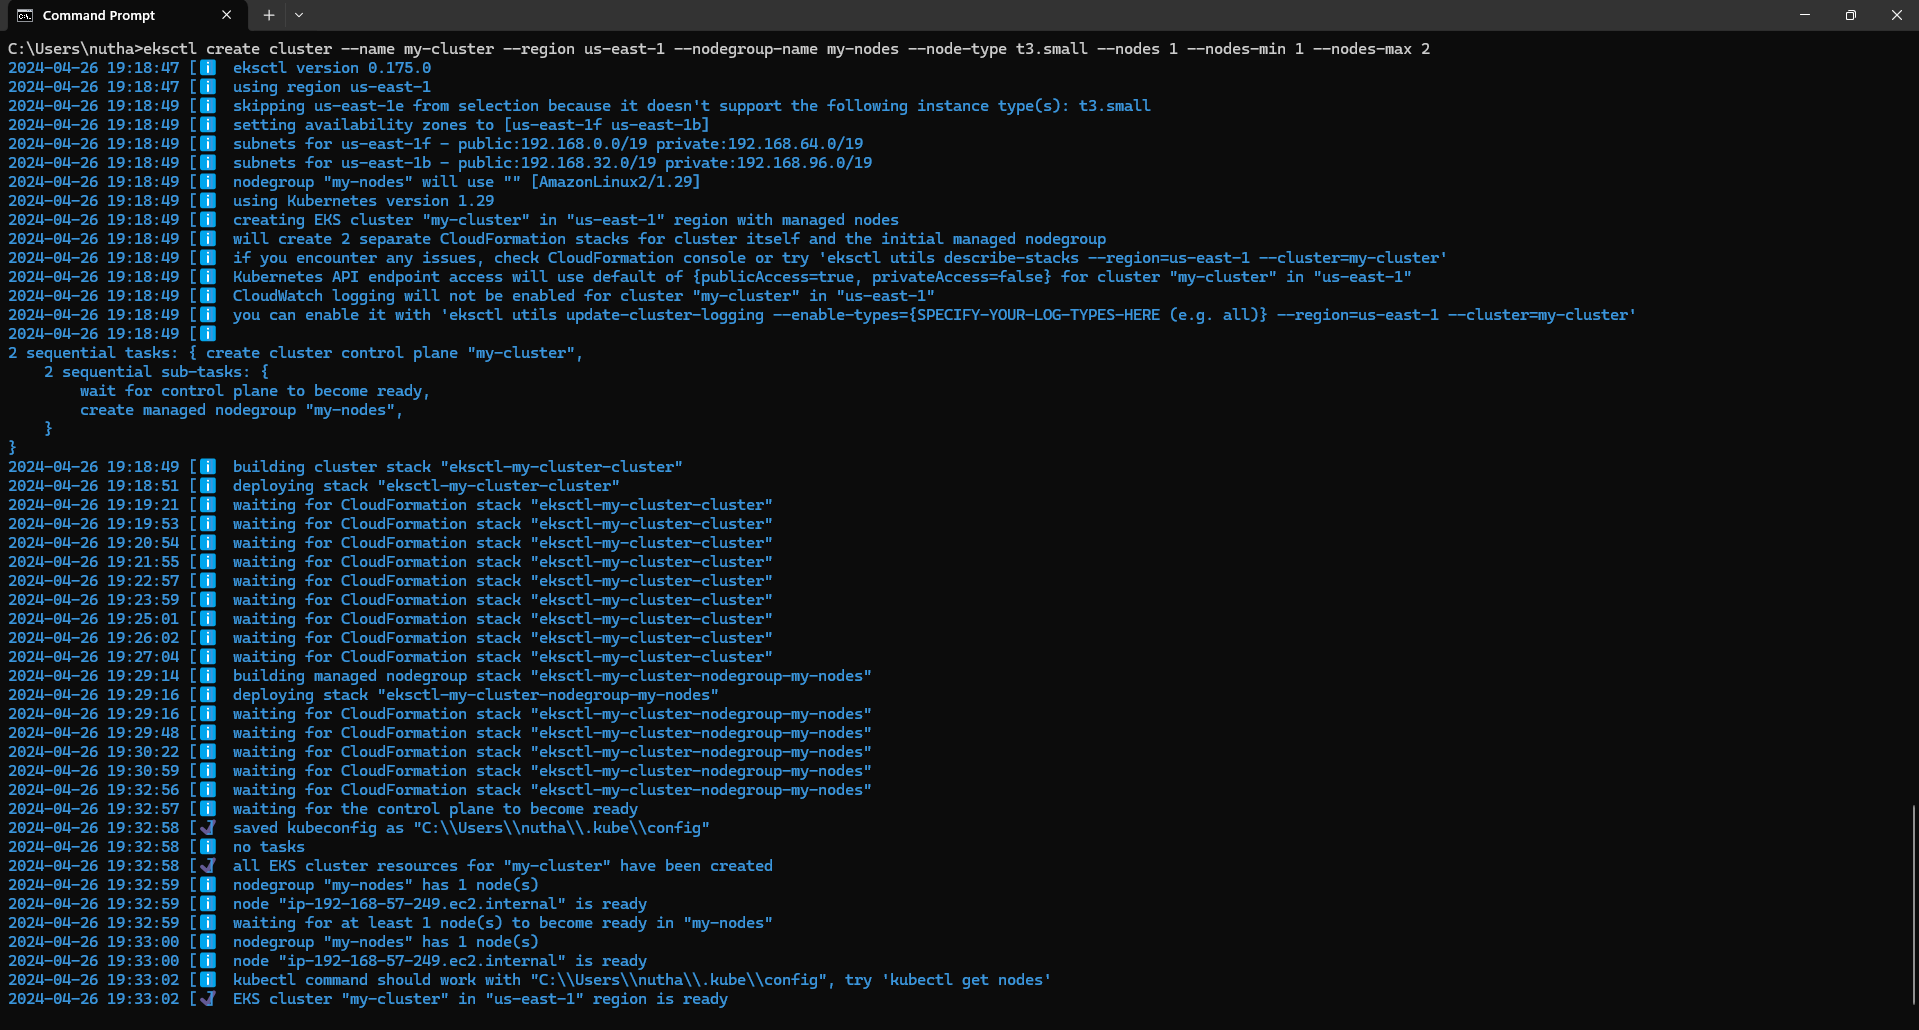 Command Prompt
C:\Users\nutha>eksctl create cluster --name my-cluster --region us-east-1 --nodegroup-name my-nodes --node-type t3.small --nodes 1 --nodes-min 1 --nodes-max 2
2024-04-26 19:18:47 [ℹ]  eksctl version 0.175.0
2024-04-26 19:18:47 [ℹ]  using region us-east-1
2024-04-26 19:18:49 [ℹ]  skipping us-east-1e from selection because it doesn't support the following instance type(s): t3.small
2024-04-26 19:18:49 [ℹ]  setting availability zones to [us-east-1f us-east-1b]
2024-04-26 19:18:49 [ℹ]  subnets for us-east-1f - public:192.168.0.0/19 private:192.168.64.0/19
2024-04-26 19:18:49 [ℹ]  subnets for us-east-1b - public:192.168.32.0/19 private:192.168.96.0/19
2024-04-26 19:18:49 [ℹ]  nodegroup "my-nodes" will use "" [AmazonLinux2/1.29]
2024-04-26 19:18:49 [ℹ]  using Kubernetes version 1.29
2024-04-26 19:18:49 [ℹ]  creating EKS cluster "my-cluster" in "us-east-1" region with managed nodes
2024-04-26 19:18:49 [ℹ]  will create 2 separate CloudFormation stacks for cluster itself and the initial managed nodegroup
2024-04-26 19:18:49 [ℹ]  if you encounter any issues, check CloudFormation console or try 'eksctl utils describe-stacks --region=us-east-1 --cluster=my-cluster'
2024-04-26 19:18:49 [ℹ]  Kubernetes API endpoint access will use default of {publicAccess=true, privateAccess=false} for cluster "my-cluster" in "us-east-1"
2024-04-26 19:18:49 [ℹ]  CloudWatch logging will not be enabled for cluster "my-cluster" in "us-east-1"
2024-04-26 19:18:49 [ℹ]  you can enable it with 'eksctl utils update-cluster-logging --enable-types={SPECIFY-YOUR-LOG-TYPES-HERE (e.g. all)} --region=us-east-1 --cluster=my-cluster'
2024-04-26 19:18:49 [ℹ]
2 sequential tasks: { create cluster control plane "my-cluster",
    2 sequential sub-tasks: {
        wait for control plane to become ready,
        create managed nodegroup "my-nodes",
    }
}
2024-04-26 19:18:49 [ℹ]  building cluster stack "eksctl-my-cluster-cluster"
2024-04-26 19:18:51 [ℹ]  deploying stack "eksctl-my-cluster-cluster"
2024-04-26 19:19:21 [ℹ]  waiting for CloudFormation stack "eksctl-my-cluster-cluster"
2024-04-26 19:19:53 [ℹ]  waiting for CloudFormation stack "eksctl-my-cluster-cluster"
2024-04-26 19:20:54 [ℹ]  waiting for CloudFormation stack "eksctl-my-cluster-cluster"
2024-04-26 19:21:55 [ℹ]  waiting for CloudFormation stack "eksctl-my-cluster-cluster"
2024-04-26 19:22:57 [ℹ]  waiting for CloudFormation stack "eksctl-my-cluster-cluster"
2024-04-26 19:23:59 [ℹ]  waiting for CloudFormation stack "eksctl-my-cluster-cluster"
2024-04-26 19:25:01 [ℹ]  waiting for CloudFormation stack "eksctl-my-cluster-cluster"
2024-04-26 19:26:02 [ℹ]  waiting for CloudFormation stack "eksctl-my-cluster-cluster"
2024-04-26 19:27:04 [ℹ]  waiting for CloudFormation stack "eksctl-my-cluster-cluster"
2024-04-26 19:29:14 [ℹ]  building managed nodegroup stack "eksctl-my-cluster-nodegroup-my-nodes"
2024-04-26 19:29:16 [ℹ]  deploying stack "eksctl-my-cluster-nodegroup-my-nodes"
2024-04-26 19:29:16 [ℹ]  waiting for CloudFormation stack "eksctl-my-cluster-nodegroup-my-nodes"
2024-04-26 19:29:48 [ℹ]  waiting for CloudFormation stack "eksctl-my-cluster-nodegroup-my-nodes"
2024-04-26 19:30:22 [ℹ]  waiting for CloudFormation stack "eksctl-my-cluster-nodegroup-my-nodes"
2024-04-26 19:30:59 [ℹ]  waiting for CloudFormation stack "eksctl-my-cluster-nodegroup-my-nodes"
2024-04-26 19:32:56 [ℹ]  waiting for CloudFormation stack "eksctl-my-cluster-nodegroup-my-nodes"
2024-04-26 19:32:57 [ℹ]  waiting for the control plane to become ready
2024-04-26 19:32:58 [✔]  saved kubeconfig as "C:\\Users\\nutha\\.kube\\config"
2024-04-26 19:32:58 [ℹ]  no tasks
2024-04-26 19:32:58 [✔]  all EKS cluster resources for "my-cluster" have been created
2024-04-26 19:32:59 [ℹ]  nodegroup "my-nodes" has 1 node(s)
2024-04-26 19:32:59 [ℹ]  node "ip-192-168-57-249.ec2.internal" is ready
2024-04-26 19:32:59 [ℹ]  waiting for at least 1 node(s) to become ready in "my-nodes"
2024-04-26 19:33:00 [ℹ]  nodegroup "my-nodes" has 1 node(s)
2024-04-26 19:33:00 [ℹ]  node "ip-192-168-57-249.ec2.internal" is ready
2024-04-26 19:33:02 [ℹ]  kubectl command should work with "C:\\Users\\nutha\\.kube\\config", try 'kubectl get nodes'
2024-04-26 19:33:02 [✔]  EKS cluster "my-cluster" in "us-east-1" region is ready